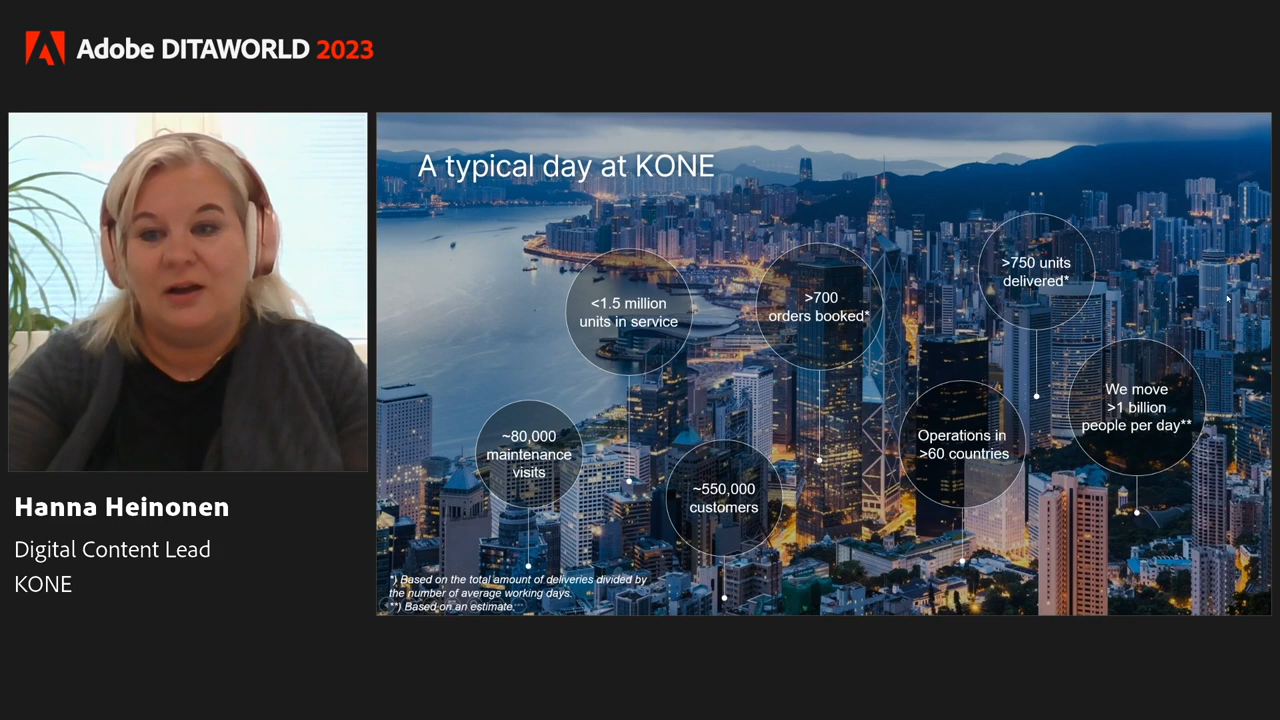 Adobe DITAWORLD 2023
A typical day at KONE
>750 units
delivered*
<1.5 million
units in service
>700
orders booked*
We move
>1 billion
people per day**
~80,000
maintenance
visits
Operations in
>60 countries
~550,000
customers
*) Based on the total amount of deliveries divided by
the number of average working days.
**) Based on an estimate.
Hanna Heinonen
Digital Content Lead
KONE